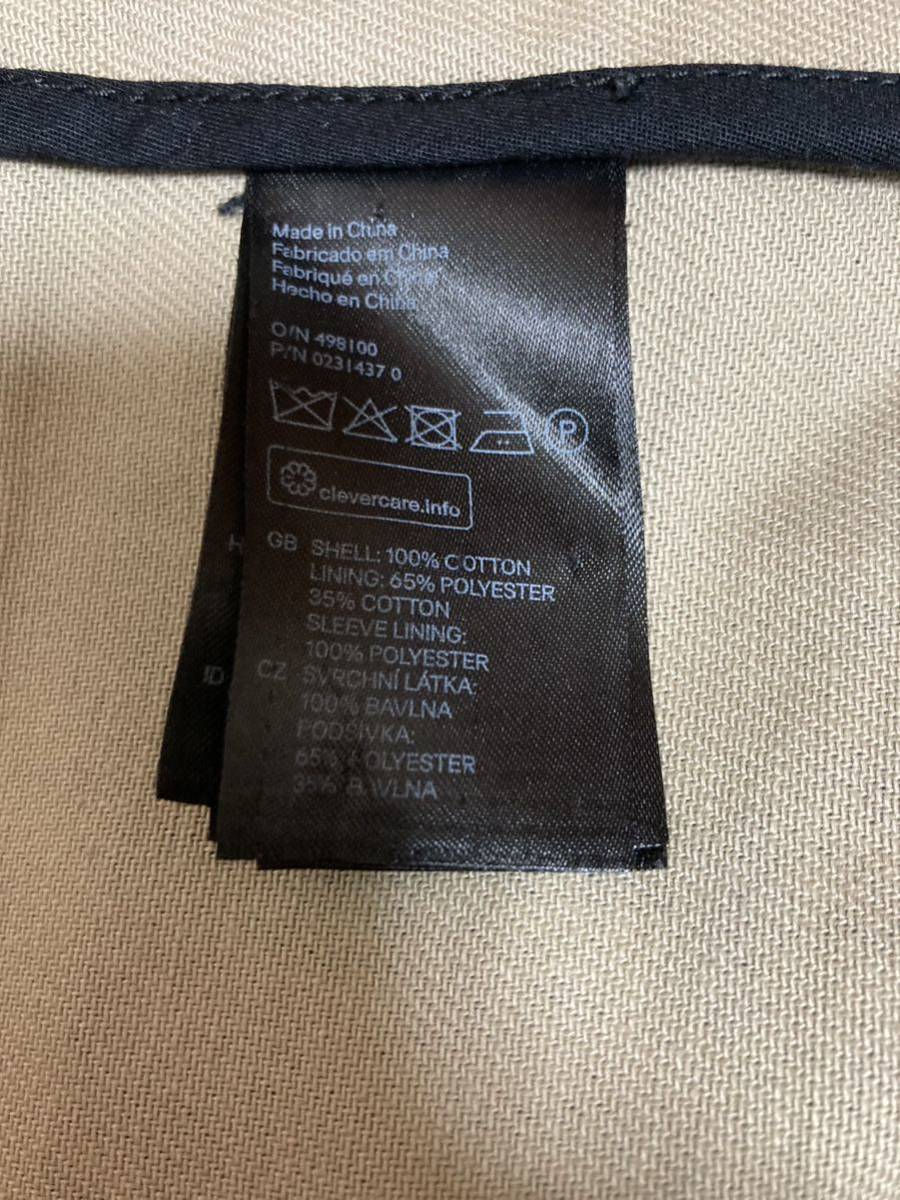 Made in China
Fabricado em China
Fabriqué en China
Hecho en China
O/N 498100
P/N 0231437 0
P
clevercare.info
H GB SHELL: 100% COTTON
LINING: 65% POLYESTER
35% COTTON
SLEEVE LINING:
100% POLYESTER
ID CZ SVRCHNÍ LÁTKA:
100% BAVLNA
PODŠÍVKA:
65% POLYESTER
35% BAVLNA